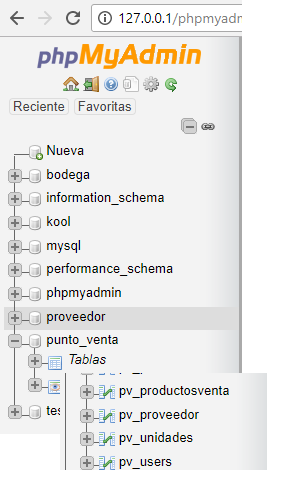 127.0.0.1/phpmyadm
phpMyAdmin
Reciente Favoritas
Nueva
bodega
information_schema
kool
mysql
performance_schema
phpmyadmin
proveedor
punto_venta
Tablas
tes
pv_productosventa
pv_proveedor
pv_unidades
pv_users